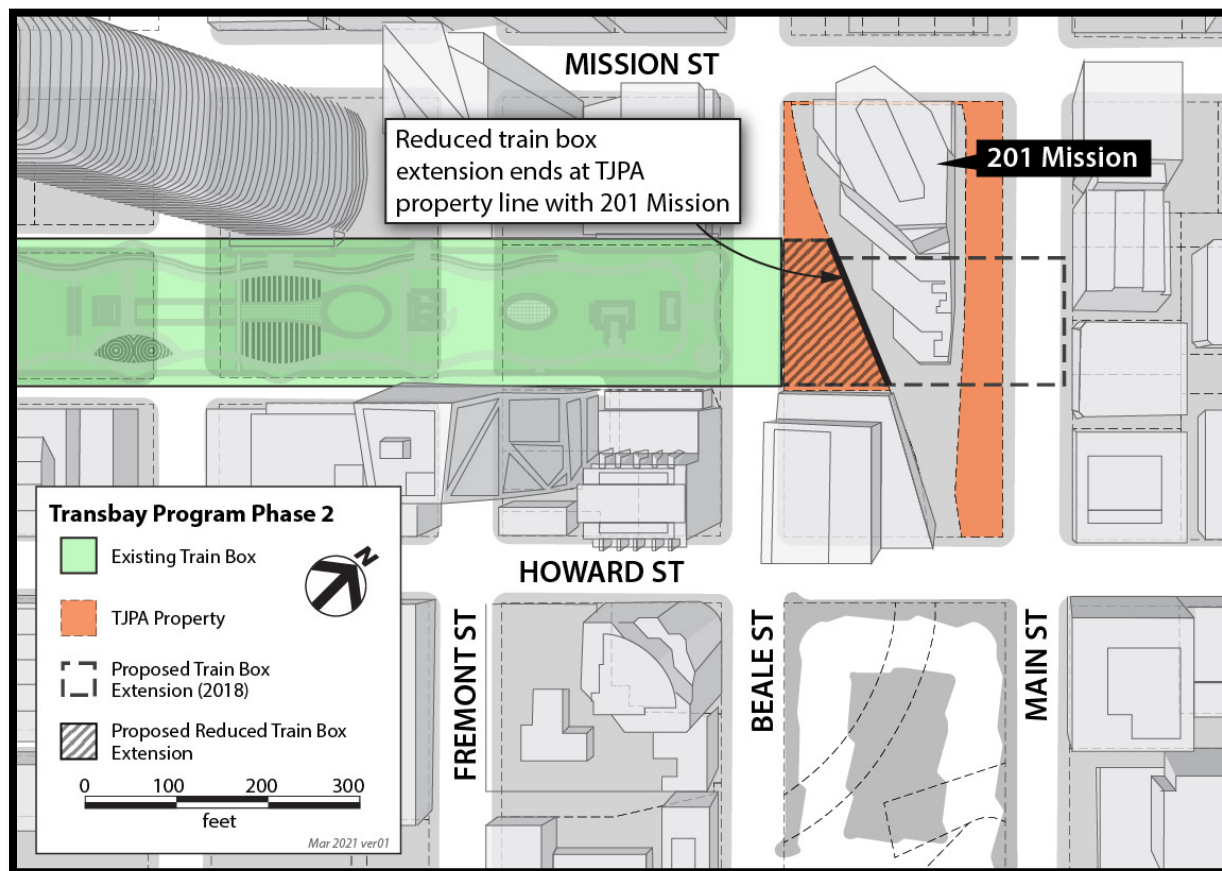 MISSION ST
Reduced train box
extension ends at TJPA
property line with 201 Mission
201 Mission
HOWARD ST
FREMONT ST
BEALE ST
MAIN ST
Transbay Program Phase 2
Existing Train Box
N
TJPA Property
Proposed Train Box
Extension (2018)
Proposed Reduced Train Box
Extension
0 100 200 300
feet
Mar 2021 ver01